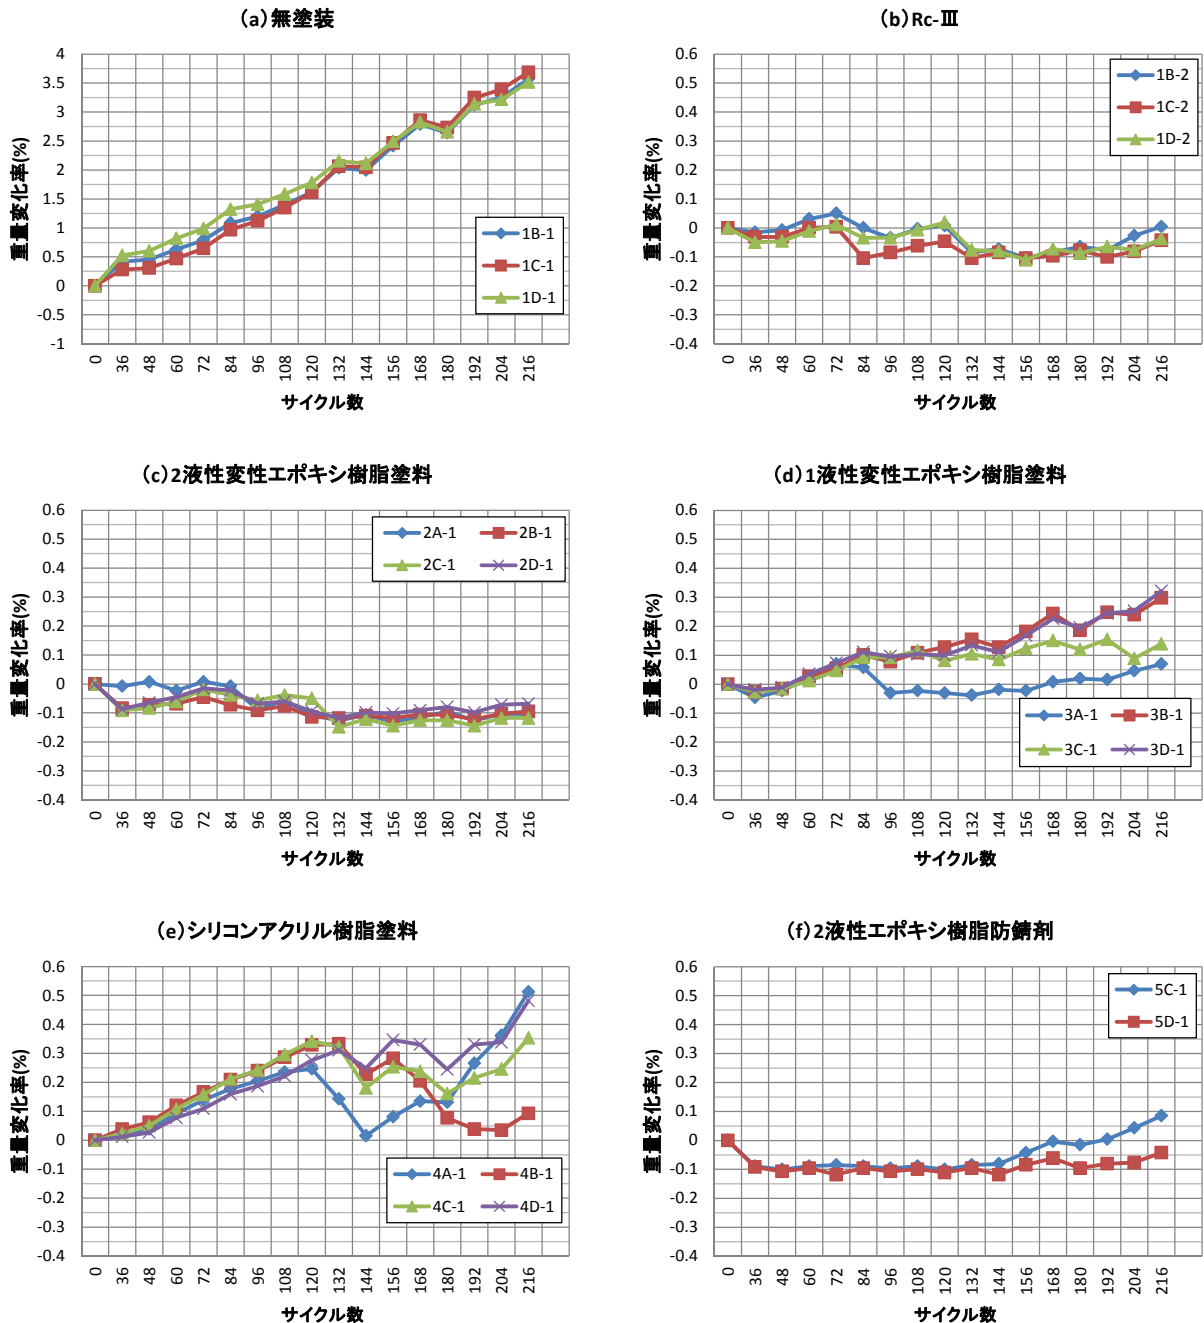 (a)無塗装
重量変化率(%)
4
3.5
3
2.5
2
1.5
1
0.5
0
-0.5
-1
1B-1
1C-1
1D-1
0 36 48 60 72 84 96 108 120 132 144 156 168 180 192 204 216
サイクル数
(b)Rc-Ⅲ
重量変化率(%)
0.6
0.5
0.4
0.3
0.2
0.1
0
-0.1
-0.2
-0.3
-0.4
1B-2
1C-2
1D-2
0 36 48 60 72 84 96 108 120 132 144 156 168 180 192 204 216
サイクル数
(c)2液性変性エポキシ樹脂塗料
重量変化率(%)
0.6
0.5
0.4
0.3
0.2
0.1
0
-0.1
-0.2
-0.3
-0.4
2A-1 2B-1
2C-1 2D-1
0 36 48 60 72 84 96 108 120 132 144 156 168 180 192 204 216
サイクル数
(d)1液性変性エポキシ樹脂塗料
重量変化率(%)
0.6
0.5
0.4
0.3
0.2
0.1
0
-0.1
-0.2
-0.3
-0.4
3A-1 3B-1
3C-1 3D-1
0 36 48 60 72 84 96 108 120 132 144 156 168 180 192 204 216
サイクル数
(e)シリコンアクリル樹脂塗料
重量変化率(%)
0.6
0.5
0.4
0.3
0.2
0.1
0
-0.1
-0.2
-0.3
-0.4
4A-1 4B-1
4C-1 4D-1
0 36 48 60 72 84 96 108 120 132 144 156 168 180 192 204 216
サイクル数
(f)2液性エポキシ樹脂防錆剤
重量変化率(%)
0.6
0.5
0.4
0.3
0.2
0.1
0
-0.1
-0.2
-0.3
-0.4
5C-1
5D-1
0 36 48 60 72 84 96 108 120 132 144 156 168 180 192 204 216
サイクル数